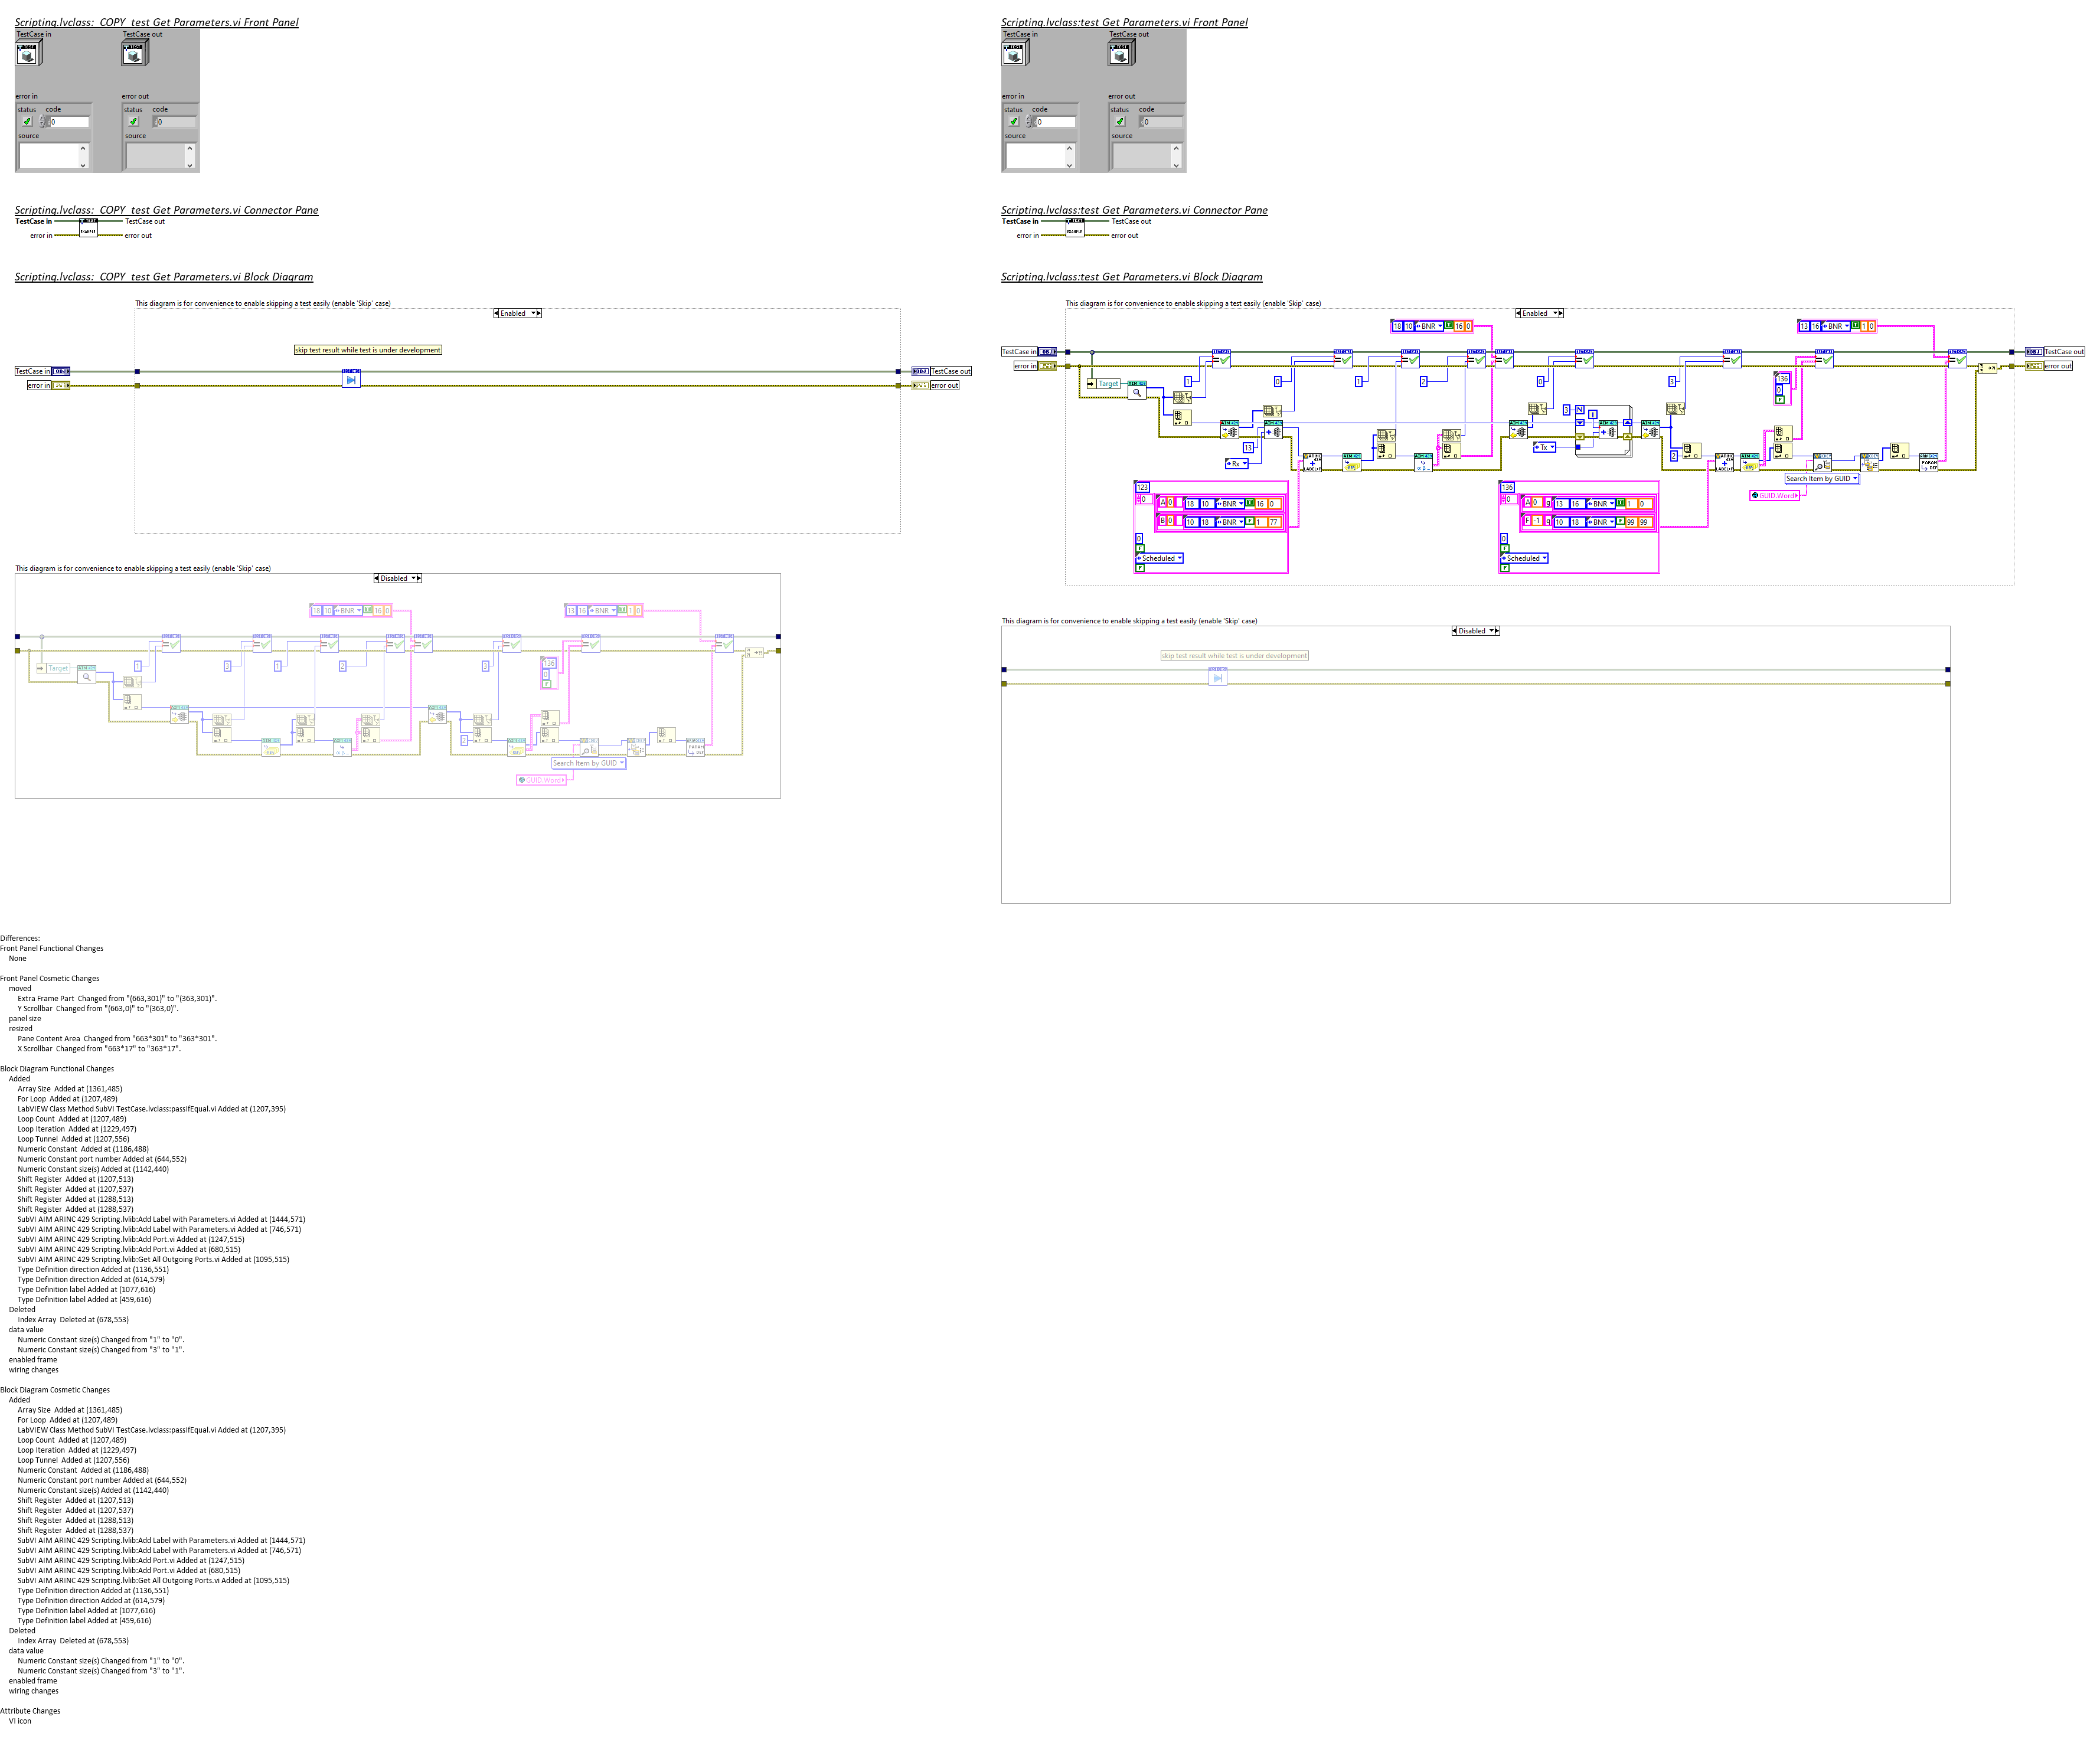 Scripting.lvclass:_COPY_test Get Parameters.vi Front Panel
TestCase in
TestCase out
TEST
TEST
error in
error out
status
code
status
code
0
0
source
source
Scripting.lvclass:test Get Parameters.vi Front Panel
TestCase in
TestCase out
TEST
TEST
error in
error out
status
code
status
code
0
0
source
source
Scripting.lvclass:_COPY_test Get Parameters.vi Connector Pane
TestCase in
TestCase out
error in
error out
TEST
EXAMPLE
Scripting.lvclass:test Get Parameters.vi Connector Pane
TestCase in
TestCase out
error in
error out
TEST
EXAMPLE
Scripting.lvclass:_COPY_test Get Parameters.vi Block Diagram
This diagram is for convenience to enable skipping a test easily (enable 'Skip' case)
Enabled
skip test result while test is under development
TestCase in
TestCase out
error in
error out
This diagram is for convenience to enable skipping a test easily (enable 'Skip' case)
Disabled
18 10 BNR 16 0
13 16 BNR 1 0
Target
1
3
1
2
3
136
0
F
2
Search Item by GUID
GUID.Word
Scripting.lvclass:test Get Parameters.vi Block Diagram
This diagram is for convenience to enable skipping a test easily (enable 'Skip' case)
Enabled
18 10 BNR 16 0
13 16 BNR 1 0
TestCase in
TestCase out
error in
error out
Target
1
0
1
2
0
3
136
0
F
3 N
i
13
Rx
Tx
2
Search Item by GUID
GUID.Word
123
0
A 0 18 10 BNR 16 0
B 0 10 18 BNR F 1 77
0
F
Scheduled
F
136
0
A 0 g 13 16 BNR 1 0
F -1 q 10 18 BNR F 99 99
0
F
Scheduled
F
This diagram is for convenience to enable skipping a test easily (enable 'Skip' case)
Disabled
skip test result while test is under development
Differences:
Front Panel Functional Changes
None
Front Panel Cosmetic Changes
moved
Extra Frame Part  Changed from "(663,301)" to "(363,301)".
Y Scrollbar  Changed from "(663,0)" to "(363,0)".
panel size
resized
Pane Content Area  Changed from "663*301" to "363*301".
X Scrollbar  Changed from "663*17" to "363*17".
Block Diagram Functional Changes
Added
Array Size  Added at (1361,485)
For Loop  Added at (1207,489)
LabVIEW Class Method SubVI TestCase.lvclass:passIfEqual.vi Added at (1207,395)
Loop Count  Added at (1207,489)
Loop Iteration  Added at (1229,497)
Loop Tunnel  Added at (1207,556)
Numeric Constant  Added at (1186,488)
Numeric Constant port number Added at (644,552)
Numeric Constant size(s) Added at (1142,440)
Shift Register  Added at (1207,513)
Shift Register  Added at (1207,537)
Shift Register  Added at (1288,513)
Shift Register  Added at (1288,537)
SubVI AIM ARINC 429 Scripting.lvlib:Add Label with Parameters.vi Added at (1444,571)
SubVI AIM ARINC 429 Scripting.lvlib:Add Label with Parameters.vi Added at (746,571)
SubVI AIM ARINC 429 Scripting.lvlib:Add Port.vi Added at (1247,515)
SubVI AIM ARINC 429 Scripting.lvlib:Add Port.vi Added at (680,515)
SubVI AIM ARINC 429 Scripting.lvlib:Get All Outgoing Ports.vi Added at (1095,515)
Type Definition direction Added at (1136,551)
Type Definition direction Added at (614,579)
Type Definition label Added at (1077,616)
Type Definition label Added at (459,616)
Deleted
Index Array  Deleted at (678,553)
data value
Numeric Constant size(s) Changed from "1" to "0".
Numeric Constant size(s) Changed from "3" to "1".
enabled frame
wiring changes
Block Diagram Cosmetic Changes
Added
Array Size  Added at (1361,485)
For Loop  Added at (1207,489)
LabVIEW Class Method SubVI TestCase.lvclass:passIfEqual.vi Added at (1207,395)
Loop Count  Added at (1207,489)
Loop Iteration  Added at (1229,497)
Loop Tunnel  Added at (1207,556)
Numeric Constant  Added at (1186,488)
Numeric Constant port number Added at (644,552)
Numeric Constant size(s) Added at (1142,440)
Shift Register  Added at (1207,513)
Shift Register  Added at (1207,537)
Shift Register  Added at (1288,513)
Shift Register  Added at (1288,537)
SubVI AIM ARINC 429 Scripting.lvlib:Add Label with Parameters.vi Added at (1444,571)
SubVI AIM ARINC 429 Scripting.lvlib:Add Label with Parameters.vi Added at (746,571)
SubVI AIM ARINC 429 Scripting.lvlib:Add Port.vi Added at (1247,515)
SubVI AIM ARINC 429 Scripting.lvlib:Add Port.vi Added at (680,515)
SubVI AIM ARINC 429 Scripting.lvlib:Get All Outgoing Ports.vi Added at (1095,515)
Type Definition direction Added at (1136,551)
Type Definition direction Added at (614,579)
Type Definition label Added at (1077,616)
Type Definition label Added at (459,616)
Deleted
Index Array  Deleted at (678,553)
data value
Numeric Constant size(s) Changed from "1" to "0".
Numeric Constant size(s) Changed from "3" to "1".
enabled frame
wiring changes
Attribute Changes
VI icon